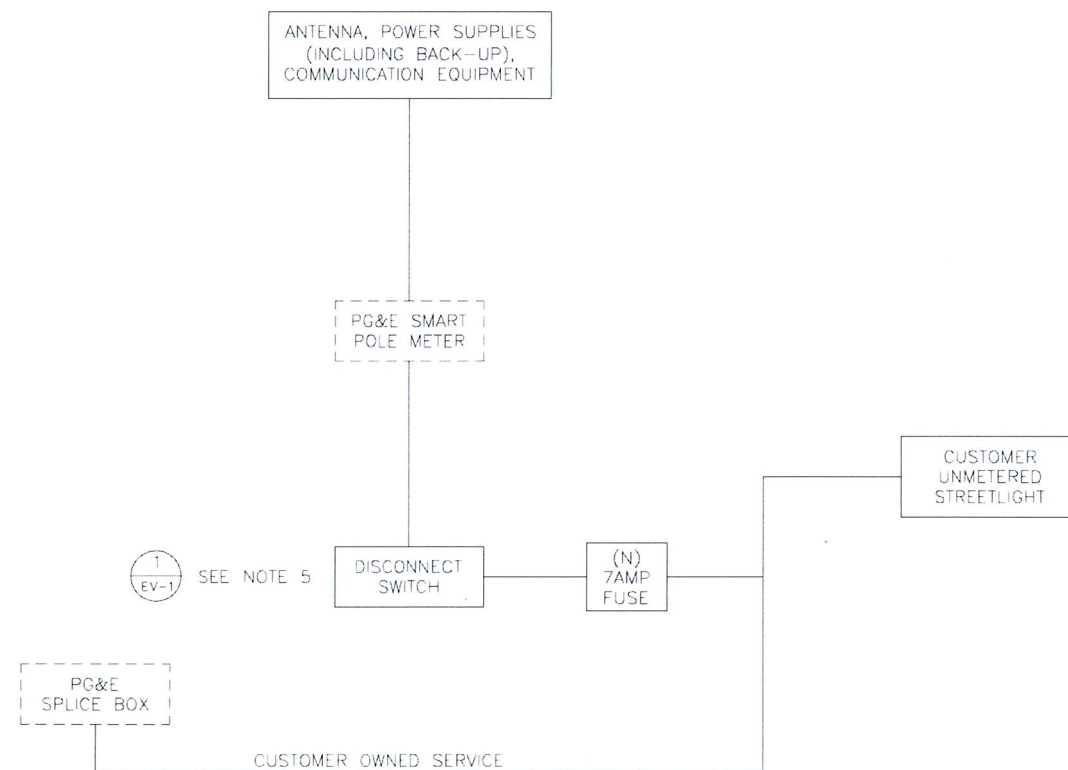 ANTENNA, POWER SUPPLIES
(INCLUDING BACK-UP),
COMMUNICATION EQUIPMENT
PG&E SMART
POLE METER
CUSTOMER
UNMETERED
STREETLIGHT
1
EV-1
SEE NOTE 5
DISCONNECT
SWITCH
(N)
7AMP
FUSE
PG&E
SPLICE BOX
CUSTOMER OWNED SERVICE